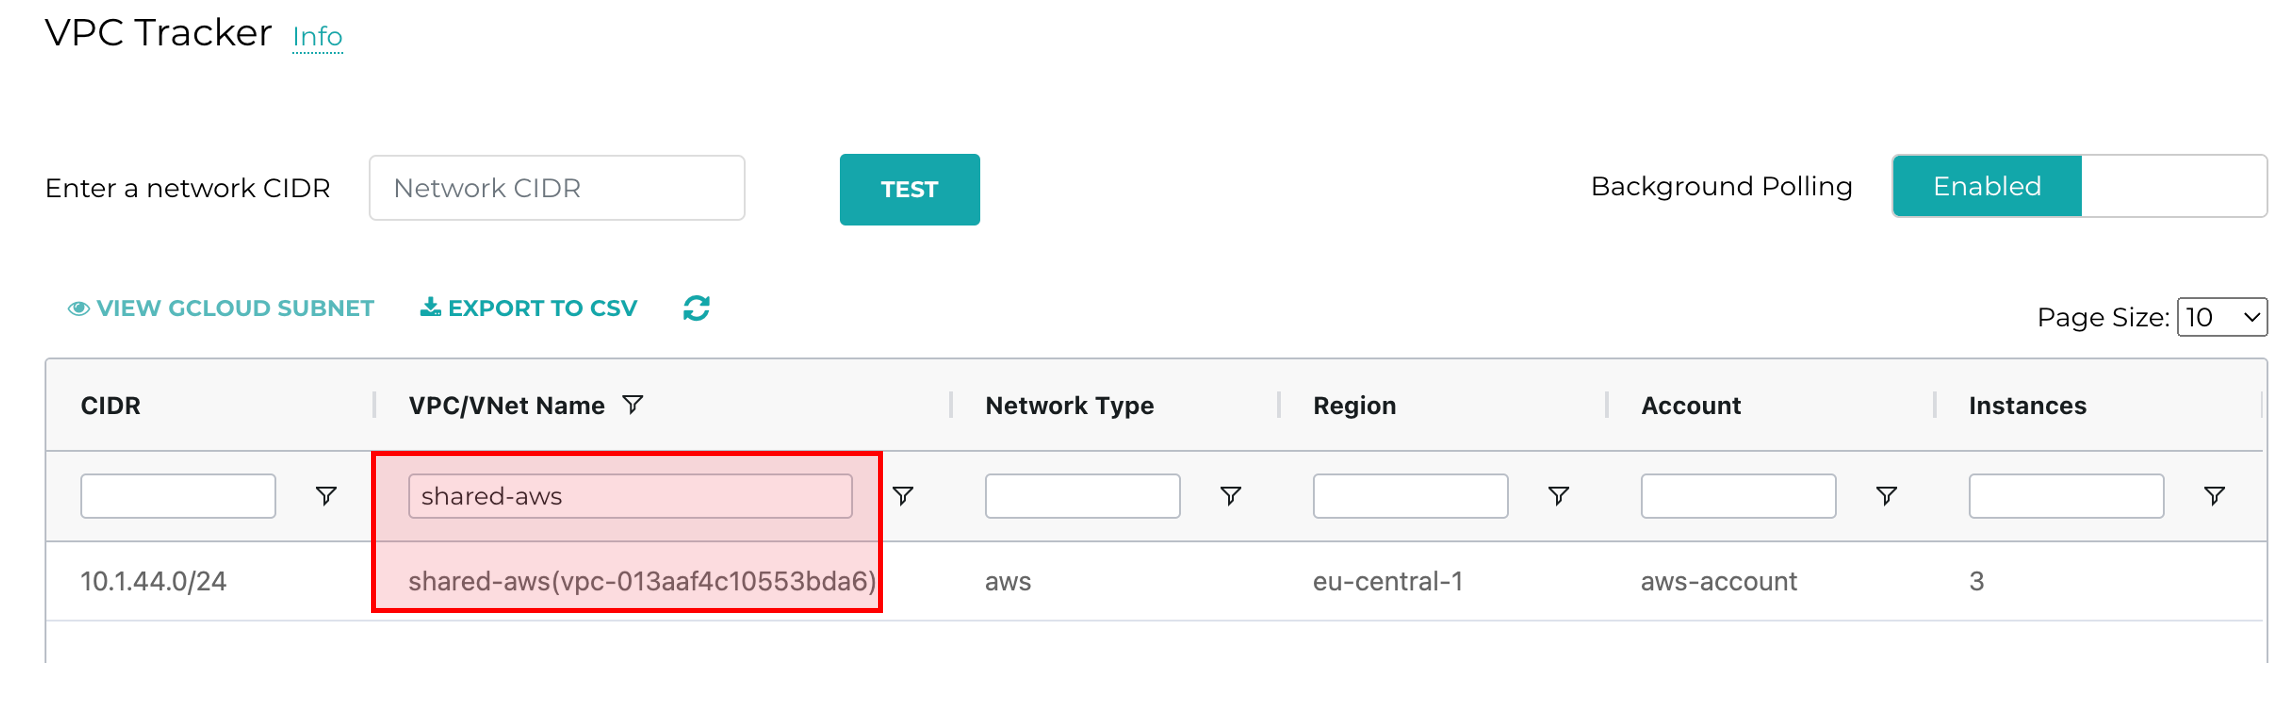 VPC Tracker Info
Enter a network CIDR Network CIDR TEST Background Polling Enabled
VIEW GCLOUD SUBNET EXPORT TO CSV Page Size: 10
CIDR VPC/VNet Name Network Type Region Account Instances
shared-aws
10.1.44.0/24 shared-aws(vpc-013aaf4c10553bda6) aws eu-central-1 aws-account 3